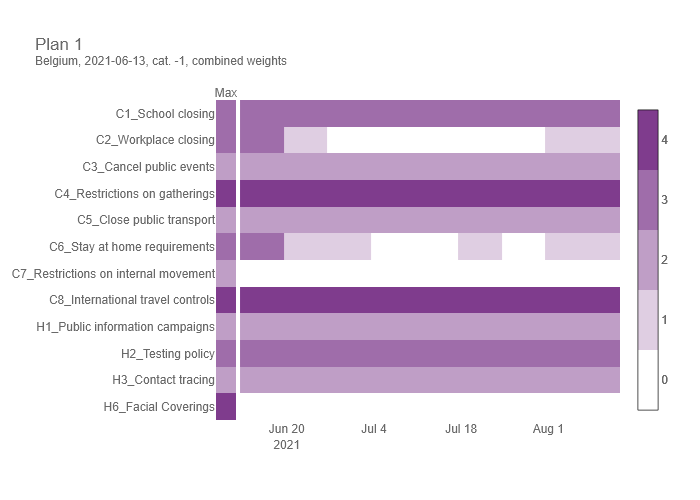 Plan 1
Belgium, 2021-06-13, cat. -1, combined weights
Max
C1_School closing
C2_Workplace closing
C3_Cancel public events
C4_Restrictions on gatherings
C5_Close public transport
C6_Stay at home requirements
C7_Restrictions on internal movement
C8_International travel controls
H1_Public information campaigns
H2_Testing policy
H3_Contact tracing
H6_Facial Coverings
Jun 20 Jul 4 Jul 18 Aug 1
2021
4
3
2
1
0